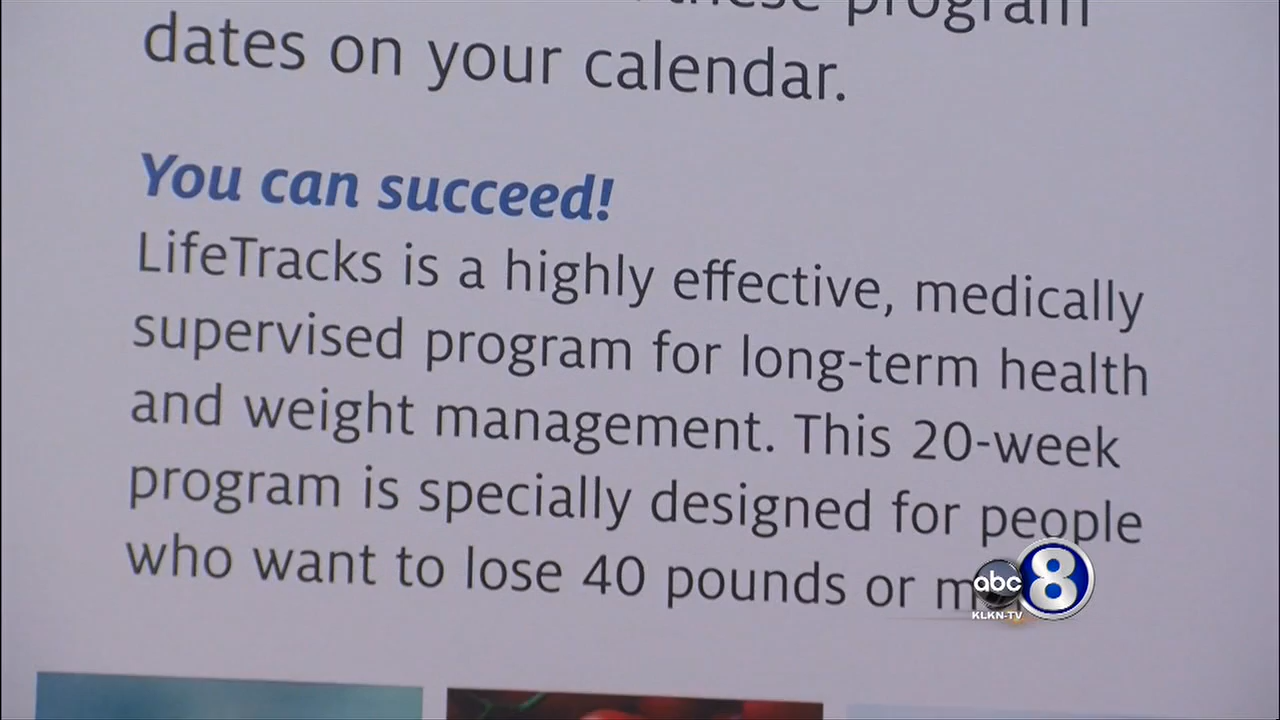 program
dates on your calendar.
You can succeed!
LifeTracks is a highly effective, medically
supervised program for long-term health
and weight management. This 20-week
program is specially designed for people
who want to lose 40 pounds or
abc 8
KLKN-TV